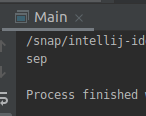 Main
/snap/intellij-id
sep
Process finished